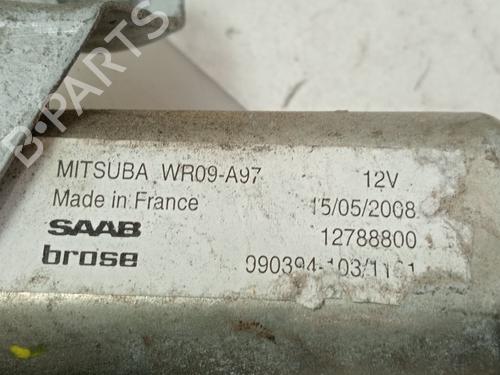 B-PARTS
MITSUBA WR09-A97 12V
Made in France 15/05/2008
SAAB 12788800
brose